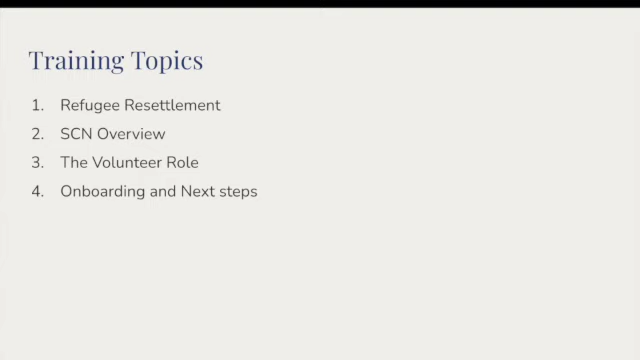 Training Topics
1. Refugee Resettlement
2. SCN Overview
3. The Volunteer Role
4. Onboarding and Next steps